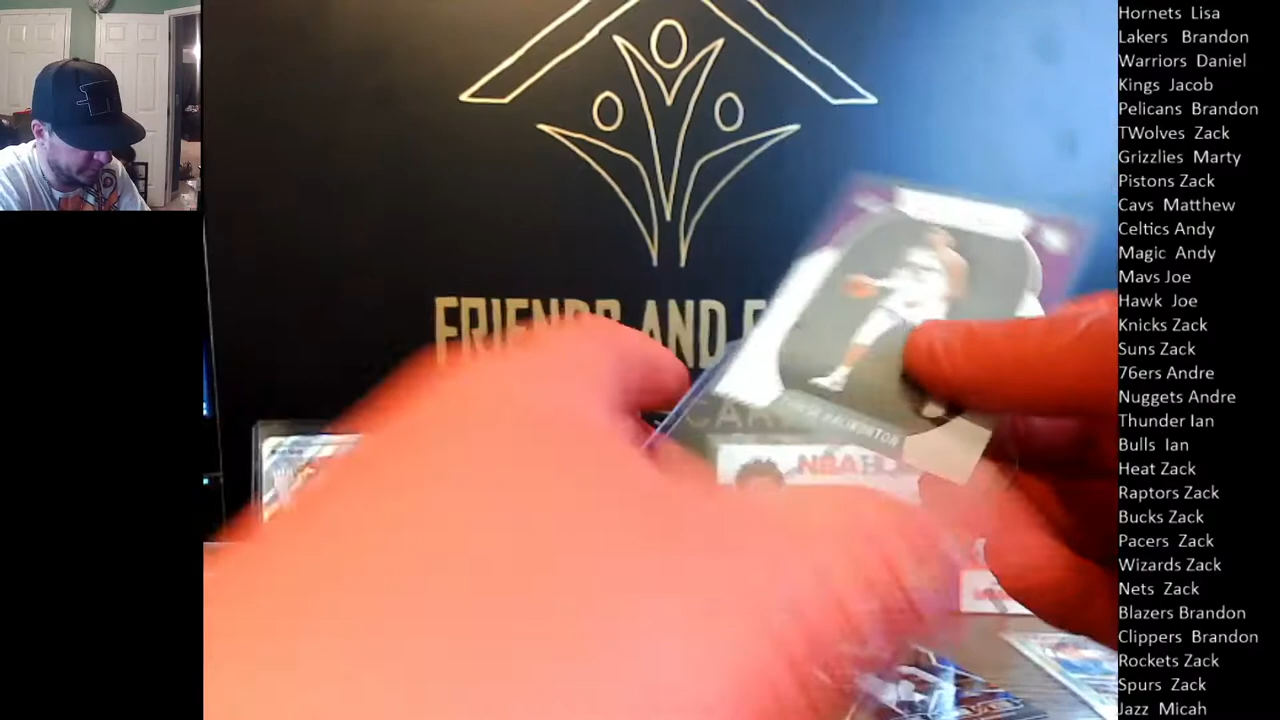 Hornets Lisa
Lakers Brandon
Warriors Daniel
Kings Jacob
Pelicans Brandon
TWolves Zack
Grizzlies Marty
Pistons Zack
Cavs Matthew
Celtics Andy
Magic Andy
Mavs Joe
Hawk Joe
Knicks Zack
Suns Zack
76ers Andre
Nuggets Andre
Thunder Ian
Bulls Ian
Heat Zack
Raptors Zack
Bucks Zack
Pacers Zack
Wizards Zack
Nets Zack
Blazers Brandon
Clippers Brandon
Rockets Zack
Spurs Zack
Jazz Micah
FRIENDS AND
NBA